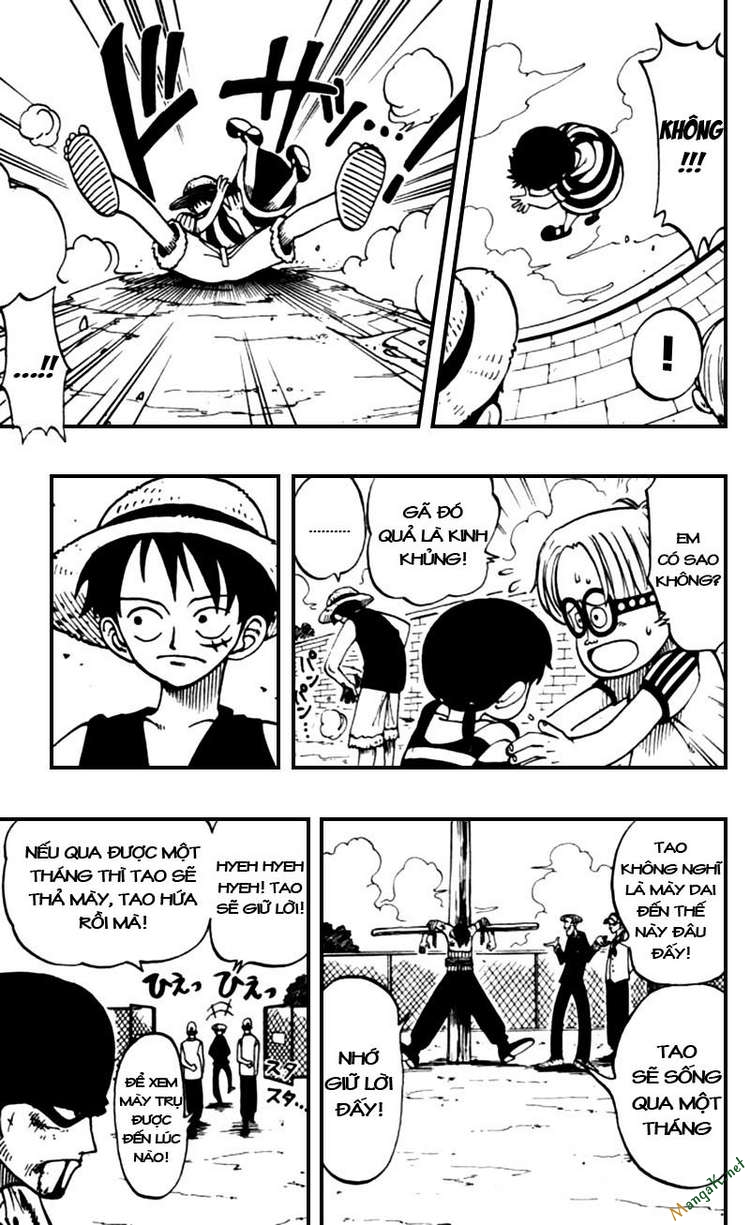 KHÔNG
!!!
!
ドザッ...!
.....!!
EM
CÓ SAO
KHÔNG?
GÃ ĐÓ
QUẢ LÀ KINH
KHỦNG!
............
パンパン...
TAO
KHÔNG NGHĨ
LÀ MÀY DAI
ĐẾN THẾ
NÀY ĐÂU
ĐẤY!
TAO
SẼ SỐNG
QUA MỘT
THÁNG
NHỚ
GIỮ LỜI
ĐẤY!
HYEH HYEH
HYEH! TAO
SẼ GIỮ LỜI!
NẾU QUA ĐƯỢC MỘT
THÁNG THÌ TAO SẼ
THẢ MÀY, TAO HỨA
RỒI MÀ!
ひえっ
ひえっ
スタスタ...
ĐỂ XEM
MÀY TRỤ
ĐƯỢC
ĐẾN LÚC
NÀO!
MangaK.net